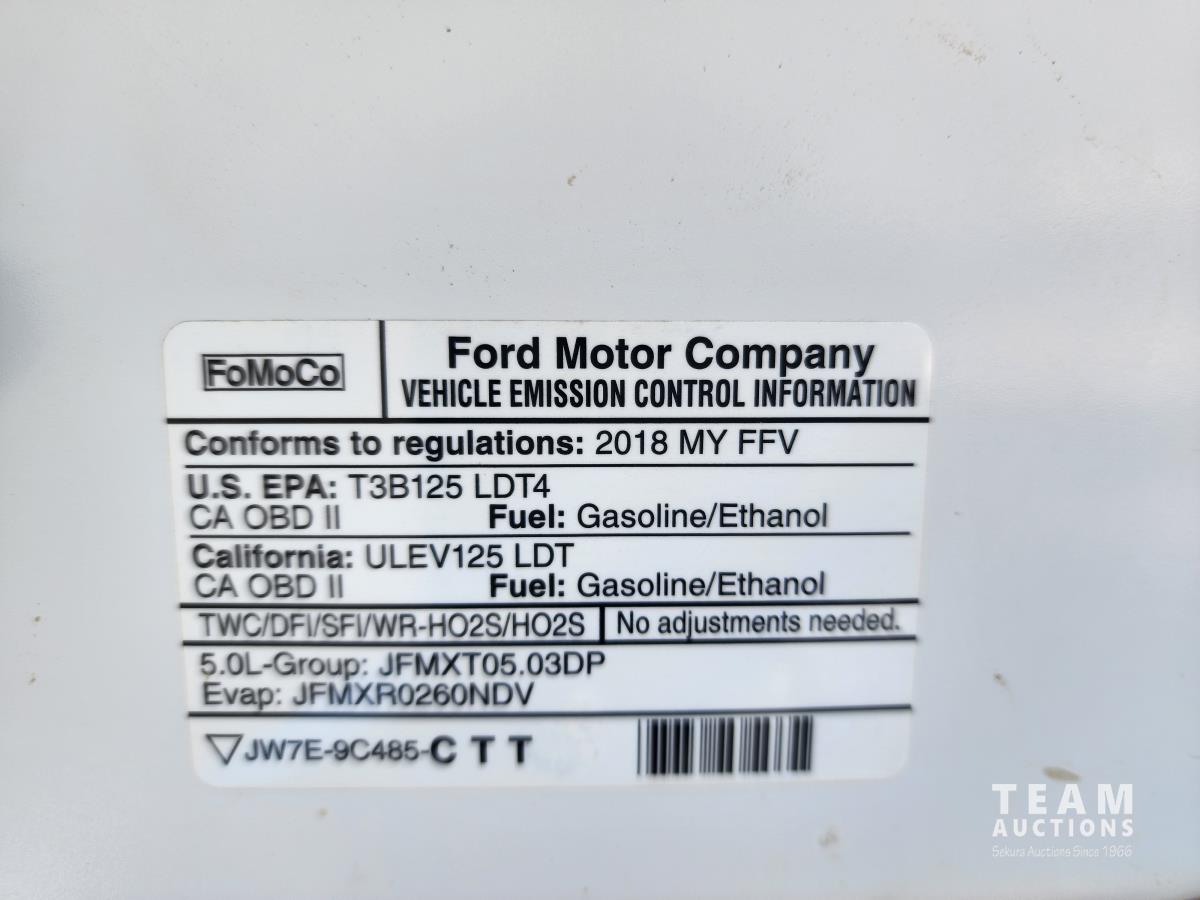 FoMoCo
Ford Motor Company
VEHICLE EMISSION CONTROL INFORMATION
Conforms to regulations: 2018 MY FFV
U.S. EPA: T3B125 LDT4
CA OBD II Fuel: Gasoline/Ethanol
California: ULEV125 LDT
CA OBD II Fuel: Gasoline/Ethanol
TWC/DFI/SFI/WR-HO2S/HO2S No adjustments needed.
5.0L-Group: JFMXT05.03DP
Evap: JFMXR0260NDV
JW7E-9C485-C T T
TEAM
AUCTIONS
Sekura Auctions Since 1966